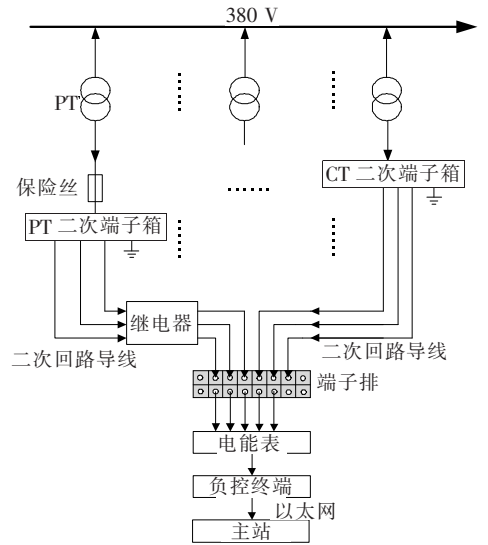 380 V
PT
保险丝
CT 二次端子箱
PT 二次端子箱
继电器
二次回路导线
二次回路导线
端子排
电能表
负控终端
以太网
主站